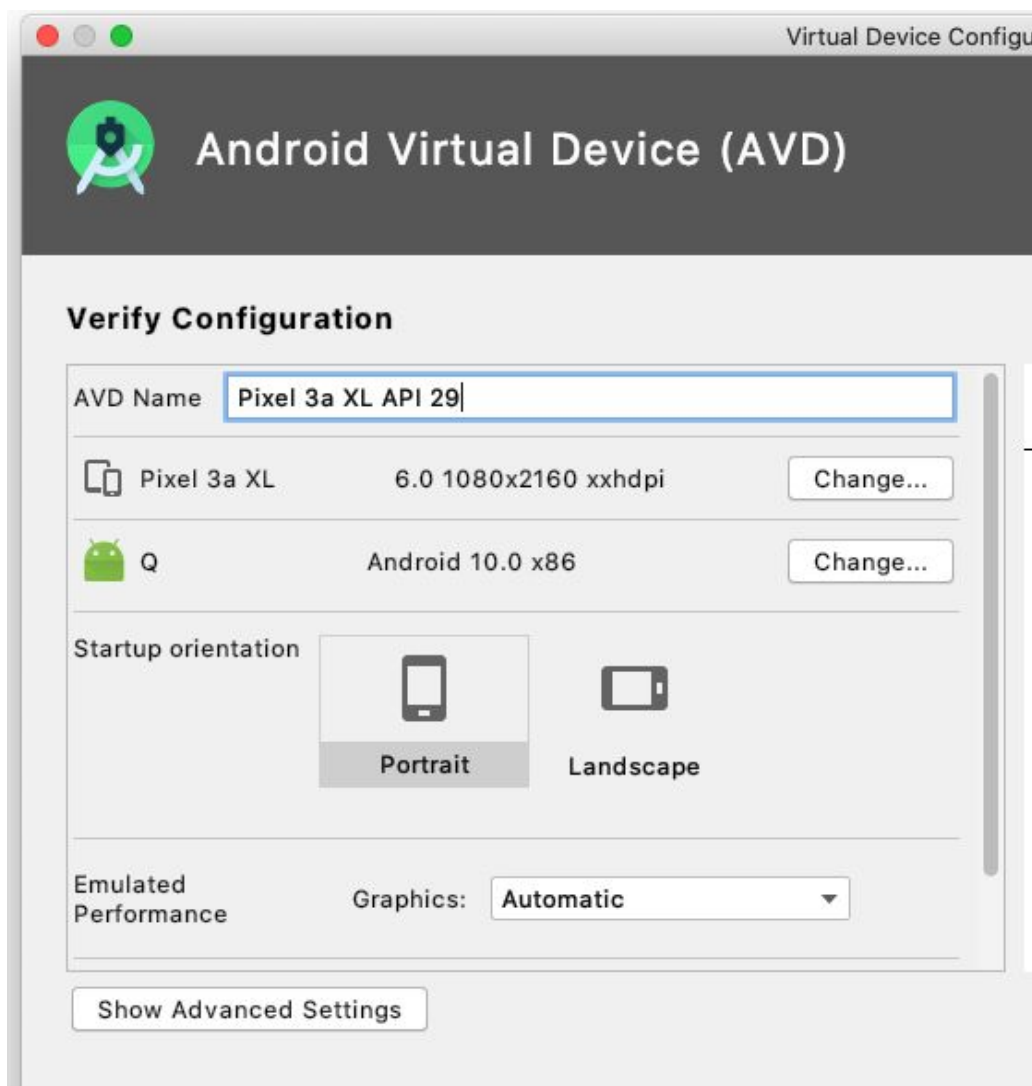 Virtual Device Configu
Android Virtual Device (AVD)
Verify Configuration
AVD Name Pixel 3a XL API 29
Pixel 3a XL 6.0 1080x2160 xxhdpi Change...
Q Android 10.0 x86 Change...
Startup orientation
Portrait Landscape
Emulated
Performance Graphics: Automatic
Show Advanced Settings